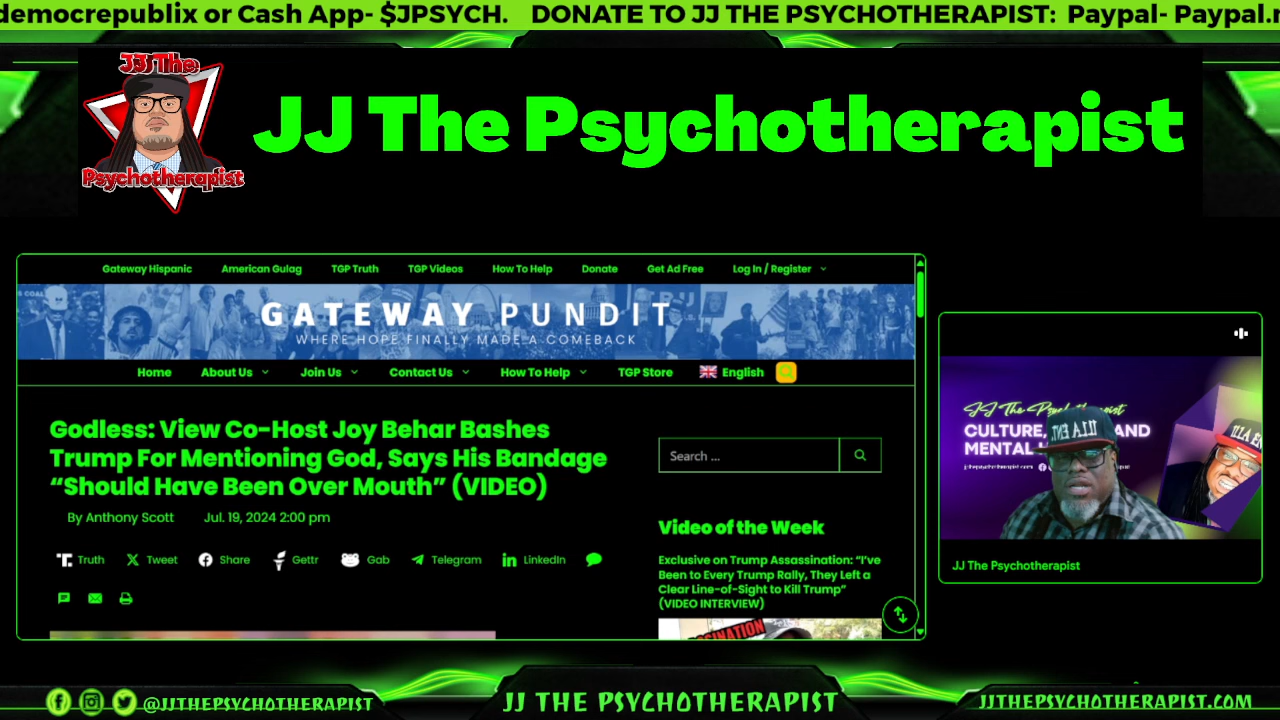 democrepublix or Cash App- $JPSYCH. DONATE TO JJ THE PSYCHOTHERAPIST: Paypal- Paypal.
JJ The
Psychotherapist
JJ The Psychotherapist
Gateway Hispanic American Gulag TGP Truth TGP Videos How To Help Donate Get Ad Free Log In / Register
GATEWAY PUNDIT
WHERE HOPE FINALLY MADE A COMEBACK
Home About Us Join Us Contact Us How To Help TGP Store English
Godless: View Co-Host Joy Behar Bashes
Trump For Mentioning God, Says His Bandage
“Should Have Been Over Mouth” (VIDEO)
By Anthony Scott Jul. 19, 2024 2:00 pm
Truth Tweet Share Gettr Gab Telegram LinkedIn
Search ...
Video of the Week
Exclusive on Trump Assassination: “I've
Been to Every Trump Rally, They Left a
Clear Line-of-Sight to Kill Trump”
(VIDEO INTERVIEW)
JJ The Psychotherapist
CULTURE, AND
MENTAL
JJ The Psychotherapist
@JJTHEPSYCHOTHERAPIST
JJ THE PSYCHOTHERAPIST
JJTHEPSYCHOTHERAPIST.COM